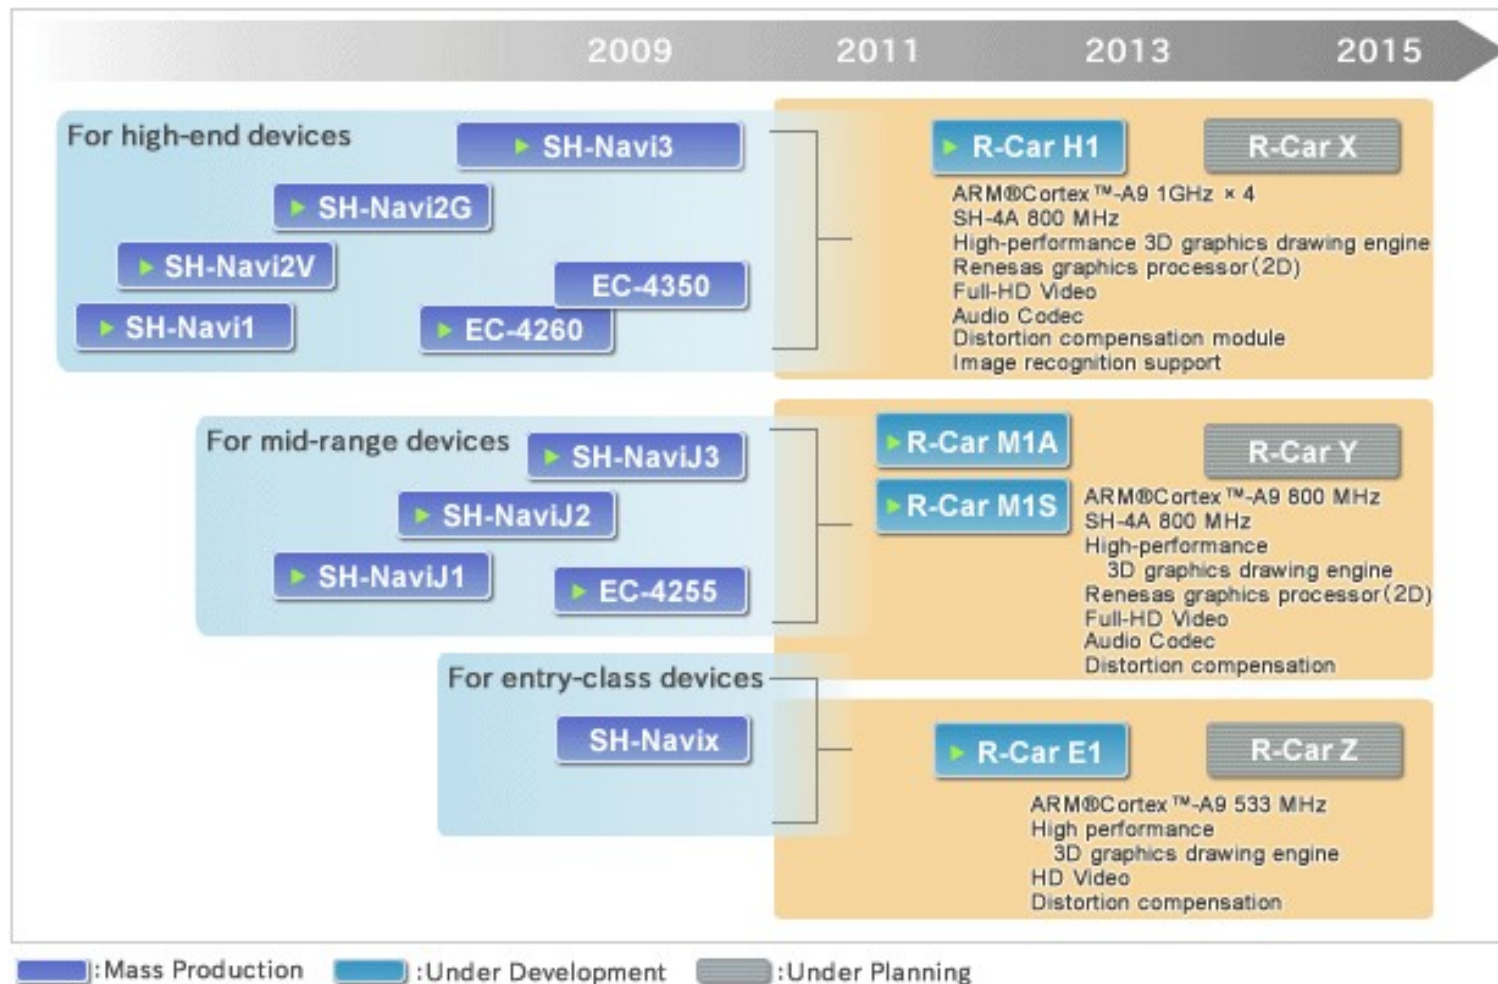 2009 2011 2013 2015
For high-end devices
SH-Navi3
SH-Navi2G
SH-Navi2V
EC-4350
SH-Navi1
EC-4260
R-Car H1
R-Car X
ARM®Cortex™-A9 1GHz × 4
SH-4A 800 MHz
High-performance 3D graphics drawing engine
Renesas graphics processor(2D)
Full-HD Video
Audio Codec
Distortion compensation module
Image recognition support
For mid-range devices
SH-NaviJ3
SH-NaviJ2
SH-NaviJ1
EC-4255
R-Car M1A
R-Car M1S
R-Car Y
ARM®Cortex™-A9 800 MHz
SH-4A 800 MHz
High-performance
3D graphics drawing engine
Renesas graphics processor(2D)
Full-HD Video
Audio Codec
Distortion compensation
For entry-class devices
SH-Navix
R-Car E1
R-Car Z
ARM®Cortex™-A9 533 MHz
High performance
3D graphics drawing engine
HD Video
Distortion compensation
:Mass Production :Under Development :Under Planning